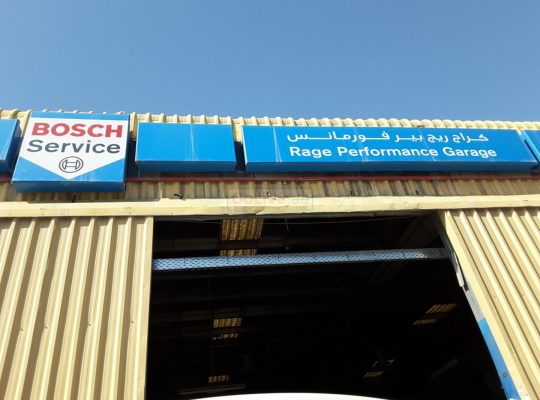 BOSCH
Service
كراج ريج بير فورمانس
Rage Performance Garage